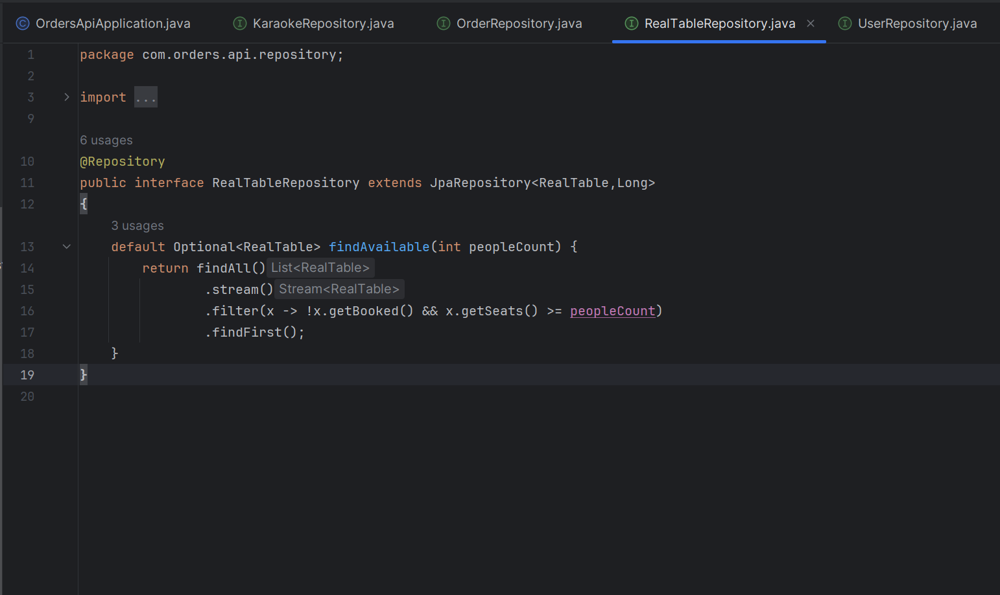 OrdersApiApplication.java KaraokeRepository.java OrderRepository.java RealTableRepository.java UserRepository.java
1 package com.orders.api.repository;
2
3 import ...
9
6 usages
10 @Repository
11 public interface RealTableRepository extends JpaRepository<RealTable,Long>
12 {
3 usages
13 default Optional<RealTable> findAvailable(int peopleCount) {
14 return findAll() List<RealTable>
15 .stream() Stream<RealTable>
16 .filter(x -> !x.getBooked() && x.getSeats() >= peopleCount)
17 .findFirst();
18 }
19 }
20